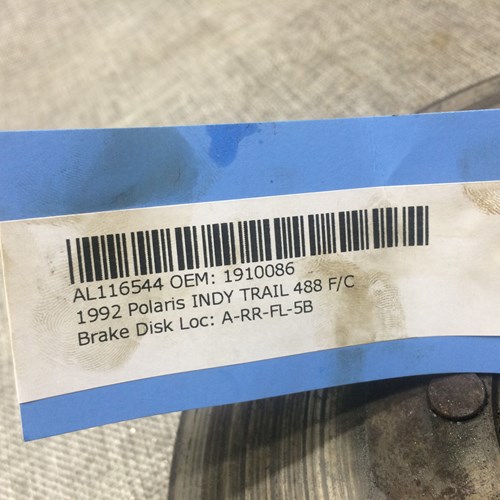 AL116544 OEM: 1910086
1992 Polaris INDY TRAIL 488 F/C
Brake Disk Loc: A-RR-FL-5B